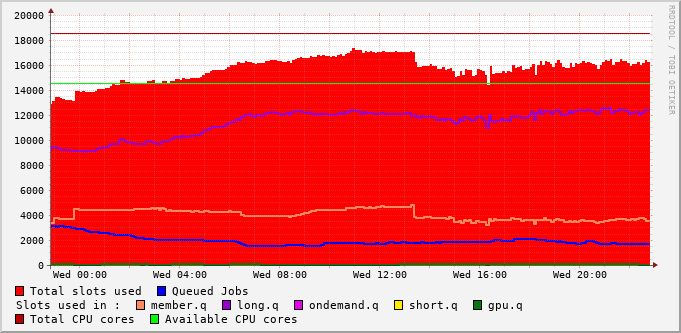 20000
18000
16000
14000
12000
10000
8000
6000
4000
2000
0
Wed 00:00 Wed 04:00 Wed 08:00 Wed 12:00 Wed 16:00 Wed 20:00
RRDTOOL / TOBI OETIKER
Total slots used Queued Jobs
Slots used in : member.q long.q ondemand.q short.q gpu.q
Total CPU cores Available CPU cores